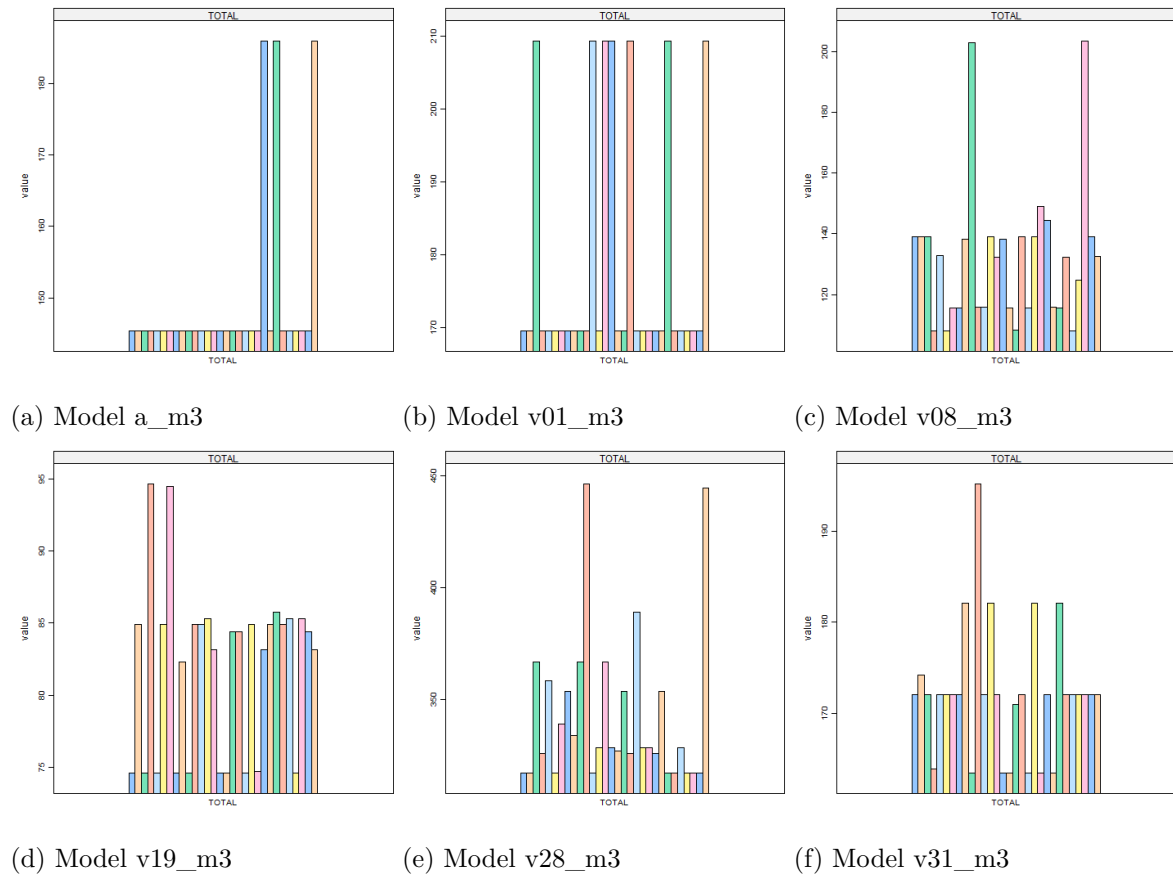 TOTAL
value
180
170
160
150
TOTAL
(a) Model a_m3
TOTAL
value
210
200
190
180
170
TOTAL
(b) Model v01_m3
TOTAL
value
200
180
160
140
120
TOTAL
(c) Model v08_m3
TOTAL
value
95
90
85
80
75
TOTAL
(d) Model v19_m3
TOTAL
value
450
400
350
TOTAL
(e) Model v28_m3
TOTAL
value
190
180
170
TOTAL
(f) Model v31_m3